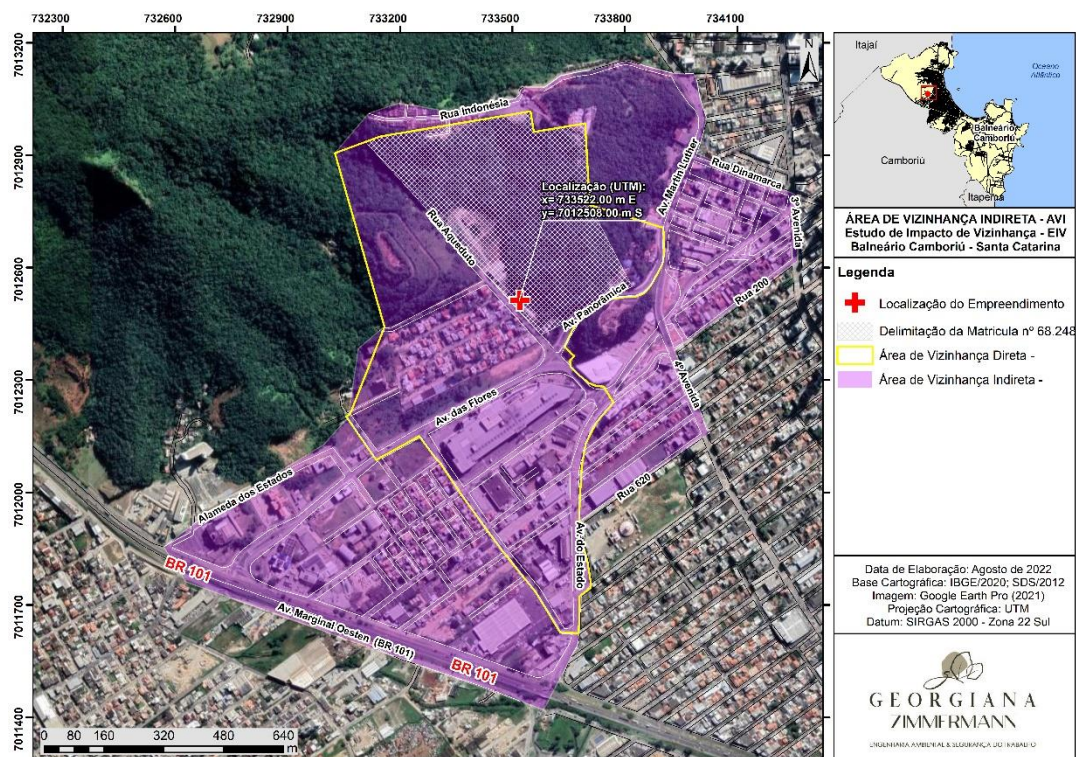 732300
732600
732900
733200
733500
733800
734100
7013200
7012900
7012600
7012300
7012000
7011700
7011400
N
Rua Indonésia
Av. Martin Luther
Rua Dinamarca
3ª Avenida
Localização (UTM):
x= 733522.00 m E
y= 7012508.00 m S
Rua Aqueduto
Av. Panorâmica
Rua 200
4ª Avenida
Av. das Flores
Alameda dos Estados
Rua 620
Av. do Estado
BR 101
Av. Marginal Oesten (BR 101)
BR 101
0 80 160 320 480 640
m
Itajaí
Oceano
Atlântico
Balneário
Camboriú
Camboriú
Itapema
ÁREA DE VIZINHANÇA INDIRETA - AVI
Estudo de Impacto de Vizinhança - EIV
Balneário Camboriú - Santa Catarina
Legenda
Localização do Empreendimento
Delimitação da Matricula nº 68.248
Área de Vizinhança Direta -
Área de Vizinhança Indireta -
Data de Elaboração: Agosto de 2022
Base Cartográfica: IBGE/2020; SDS/2012
Imagem: Google Earth Pro (2021)
Projeção Cartográfica: UTM
Datum: SIRGAS 2000 - Zona 22 Sul
GEORGIANA
ZIMMERMANN
ENGENHARIA AMBIENTAL & SEGURANÇA DO TRABALHO